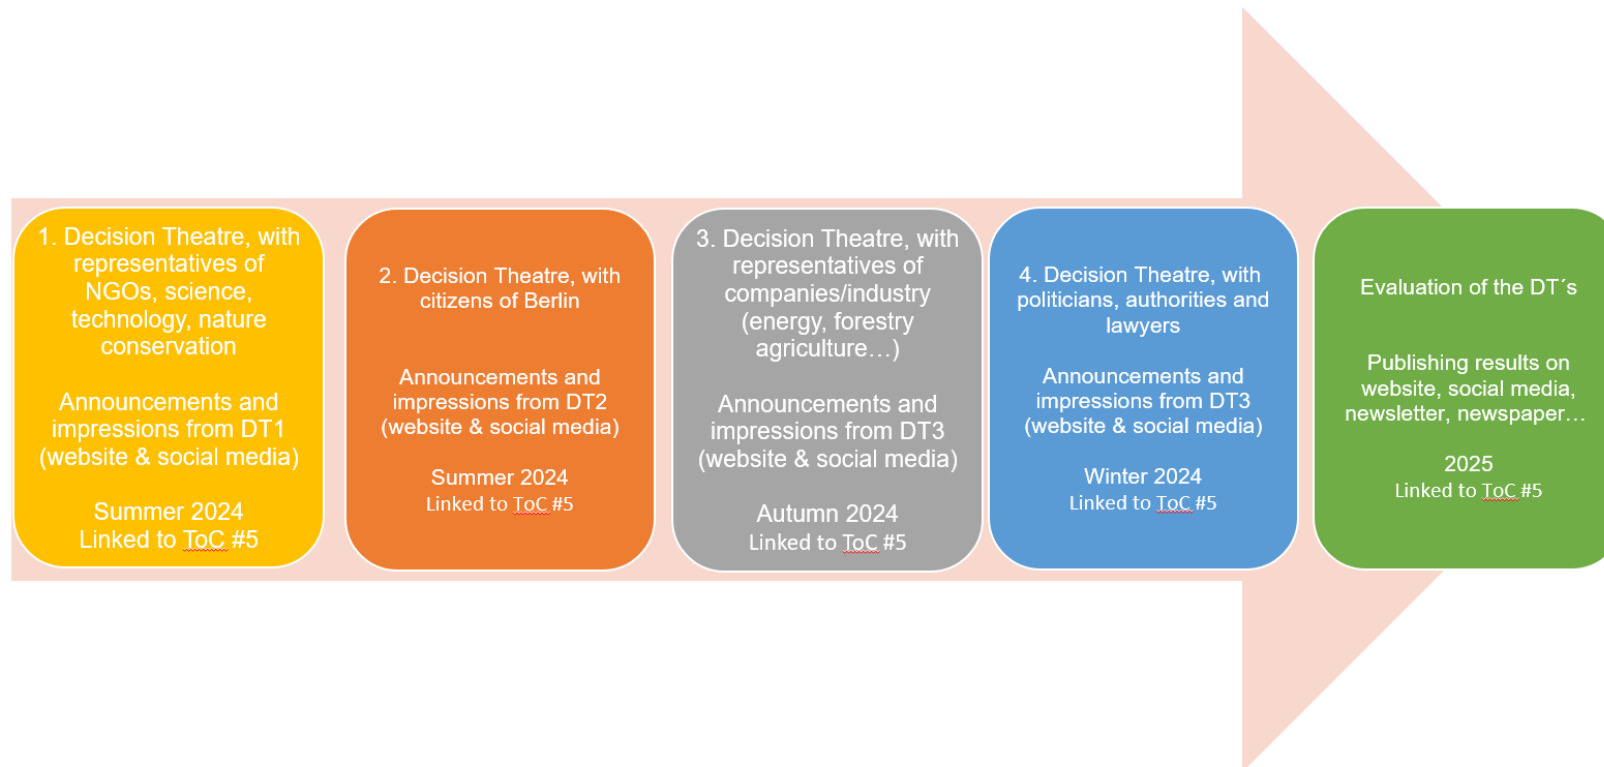 1. Decision Theatre, with
representatives of
NGOs, science,
technology, nature
conservation
Announcements and
impressions from DT1
(website & social media)
Summer 2024
Linked to ToC #5
2. Decision Theatre, with
citizens of Berlin
Announcements and
impressions from DT2
(website & social media)
Summer 2024
Linked to ToC #5
3. Decision Theatre, with
representatives of
companies/industry
(energy, forestry
agriculture…)
Announcements and
impressions from DT3
(website & social media)
Autumn 2024
Linked to ToC #5
4. Decision Theatre, with
politicians, authorities and
lawyers
Announcements and
impressions from DT3
(website & social media)
Winter 2024
Linked to ToC #5
Evaluation of the DT´s
Publishing results on
website, social media,
newsletter, newspaper…
2025
Linked to ToC #5